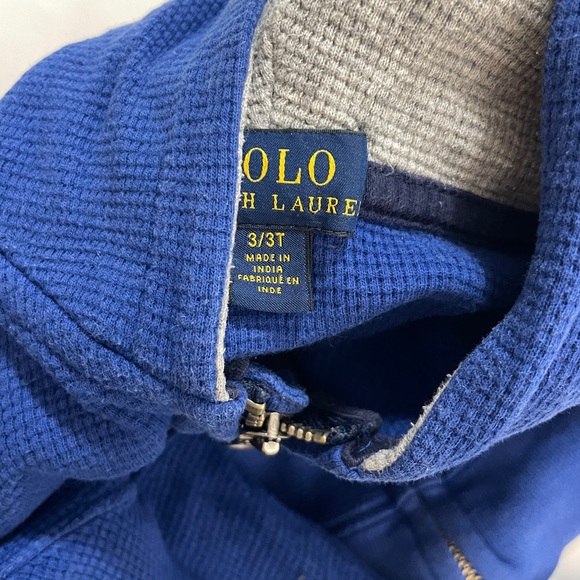 OLO
H LAURE
3/3T
MADE IN
INDIA
FABRIQUÉ EN
INDE